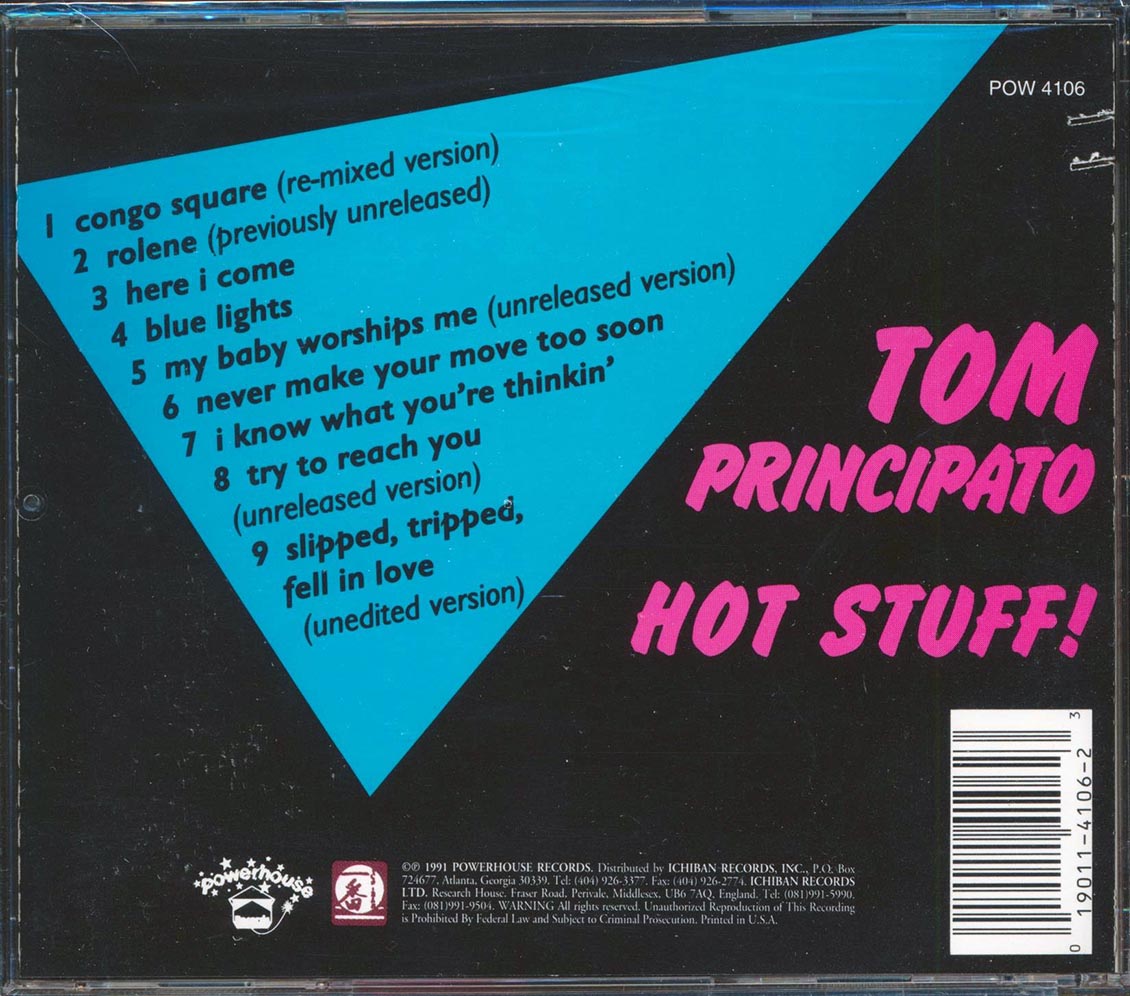 POW 4106
1 congo square (re-mixed version)
2 rolene (previously unreleased)
3 here i come
4 blue lights
5 my baby worships me (unreleased version)
6 never make your move too soon
7 i know what you're thinkin'
8 try to reach you
(unreleased version)
9 slipped, tripped,
fell in love
(unedited version)
TOM
PRINCIPATO
HOT STUFF!
powerhouse
番
©℗ 1991 POWERHOUSE RECORDS. Distributed by ICHIBAN RECORDS, INC., P.O. Box
724677, Atlanta, Georgia 30339. Tel: (404) 926-3377. Fax: (404) 926-2774. ICHIBAN RECORDS
LTD. Research House, Fraser Road, Perivale, Middlesex, UB6 7AQ, England. Tel: (081)991-5990.
Fax: (081)991-9504. WARNING All rights reserved. Unauthorized Reproduction of This Recording
is Prohibited By Federal Law and Subject to Criminal Prosecution. Printed in U.S.A.
0 19011-4106-2 3